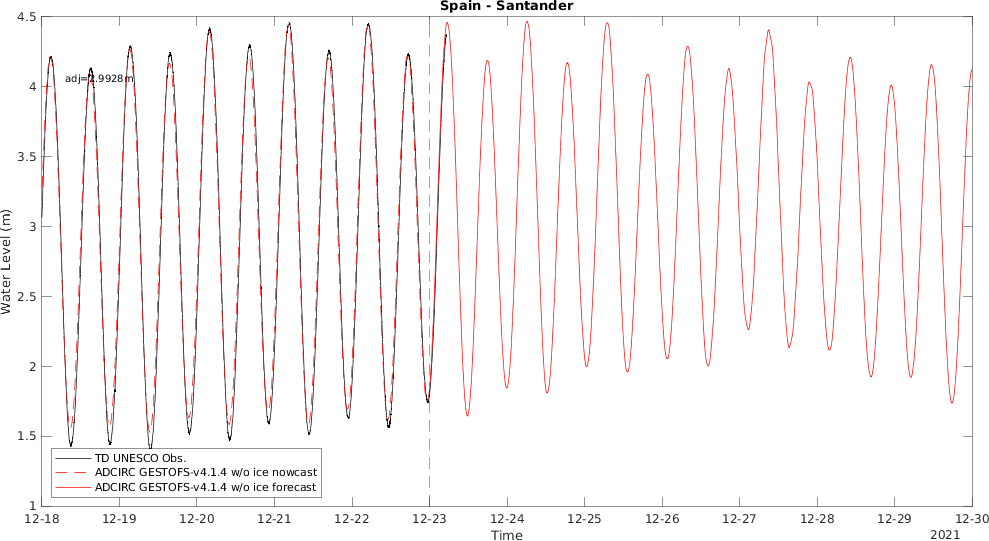 Spain - Santander
4.5
4
3.5
3
2.5
2
1.5
1
Water Level (m)
adj=2.9928m
TD UNESCO Obs.
ADCIRC GESTOFS-v4.1.4 w/o ice nowcast
ADCIRC GESTOFS-v4.1.4 w/o ice forecast
12-18 12-19 12-20 12-21 12-22 12-23 12-24 12-25 12-26 12-27 12-28 12-29 12-30
Time
2021